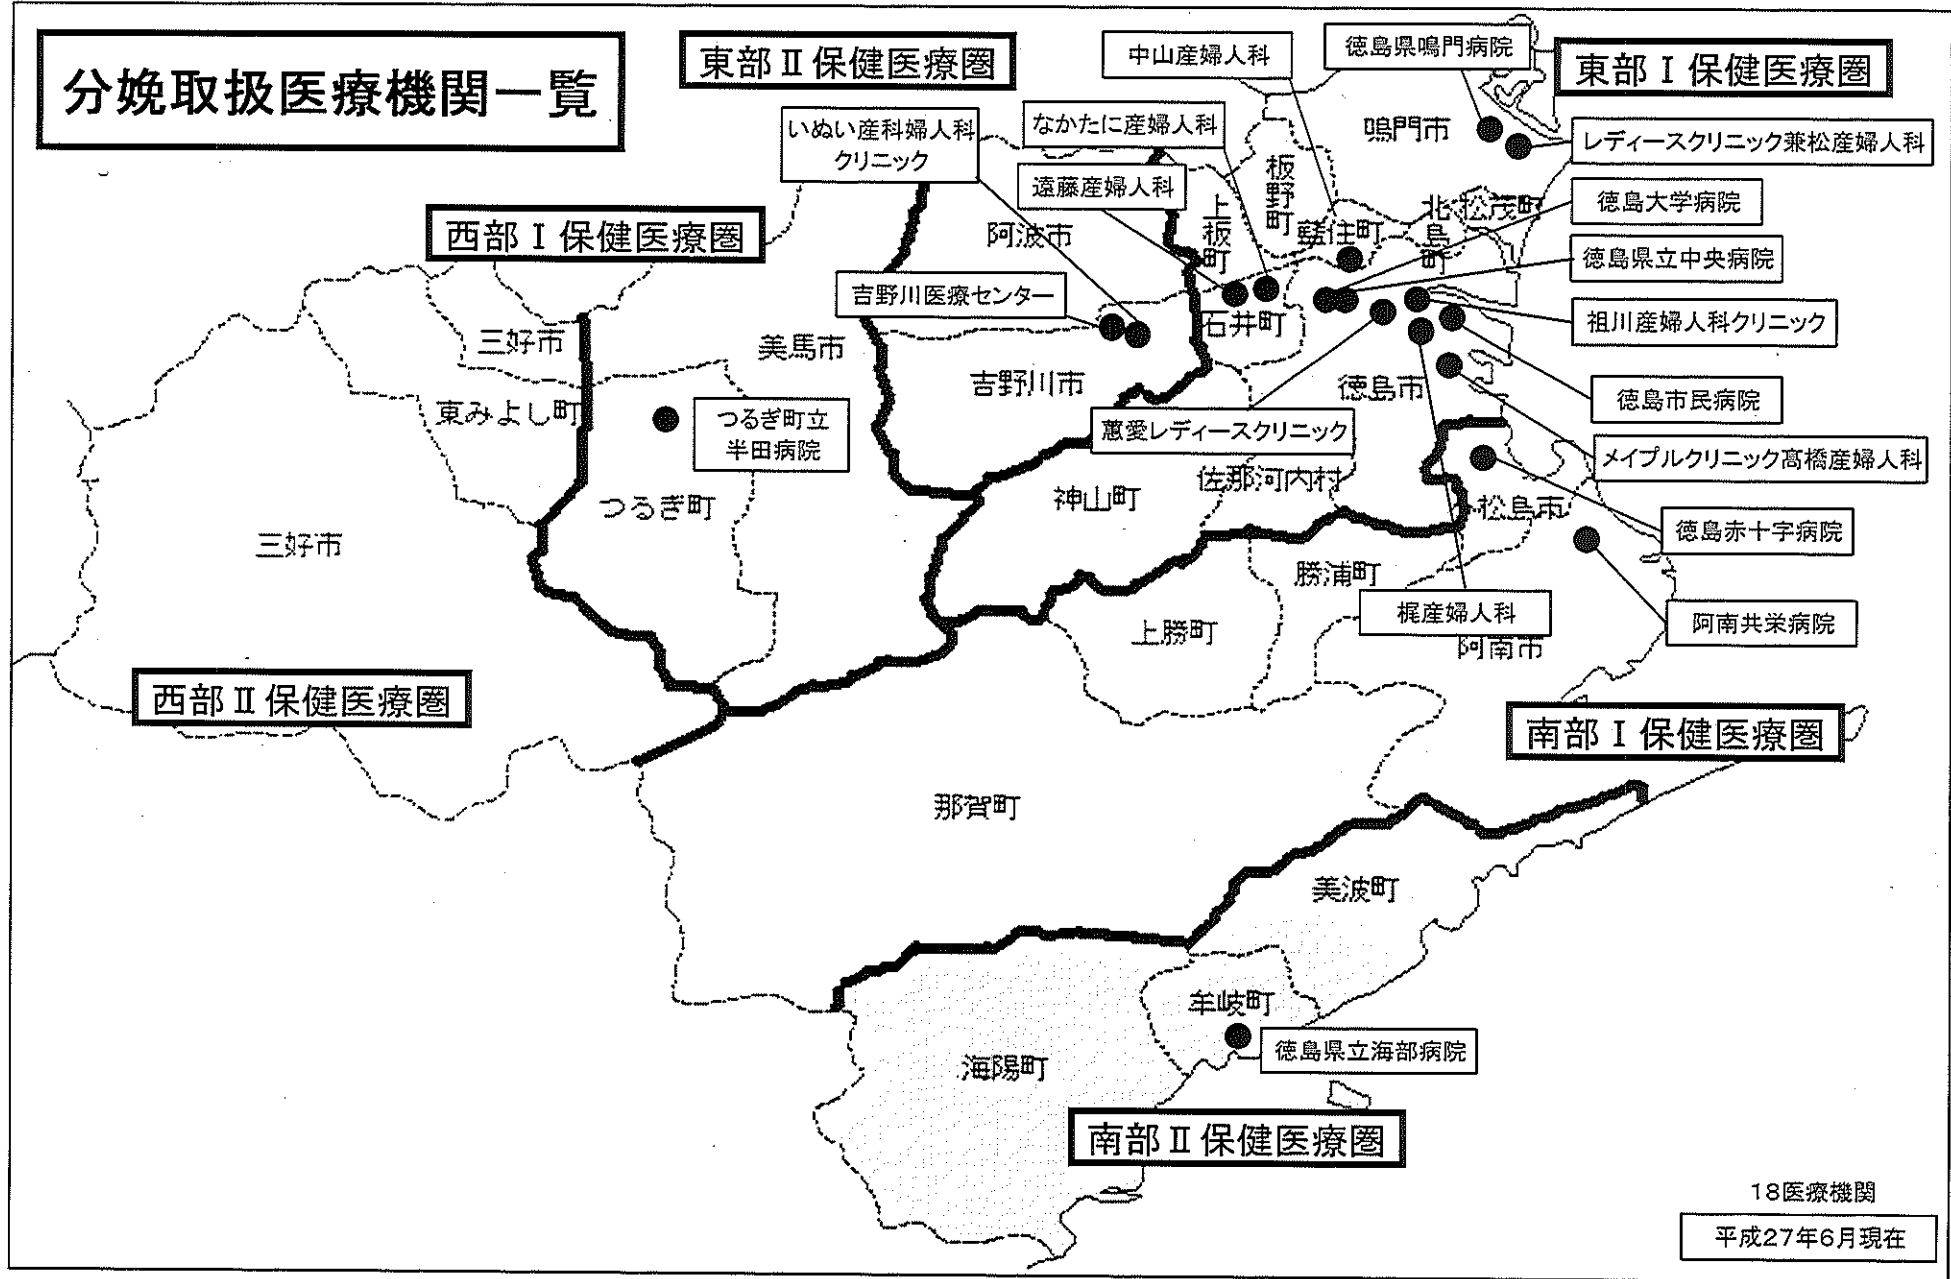 分娩取扱医療機関一覧
東部Ⅱ保健医療圏
中山産婦人科
徳島県鳴門病院
東部Ⅰ保健医療圏
いぬい産科婦人科
クリニック
なかたに産婦人科
鳴門市
レディースクリニック兼松産婦人科
遠藤産婦人科
板野町
上板町
徳島大学病院
西部Ⅰ保健医療圏
阿波市
藍住町
北島町
松茂町
徳島県立中央病院
吉野川医療センター
石井町
祖川産婦人科クリニック
三好市
美馬市
吉野川市
徳島市
徳島市民病院
東みよし町
つるぎ町立
半田病院
蕙愛レディースクリニック
メイプルクリニック髙橋産婦人科
つるぎ町
神山町
佐那河内村
松島市
徳島赤十字病院
三好市
勝浦町
梶産婦人科
阿南共栄病院
上勝町
阿南市
西部Ⅱ保健医療圏
南部Ⅰ保健医療圏
那賀町
美波町
牟岐町
徳島県立海部病院
海陽町
南部Ⅱ保健医療圏
18医療機関
平成27年6月現在